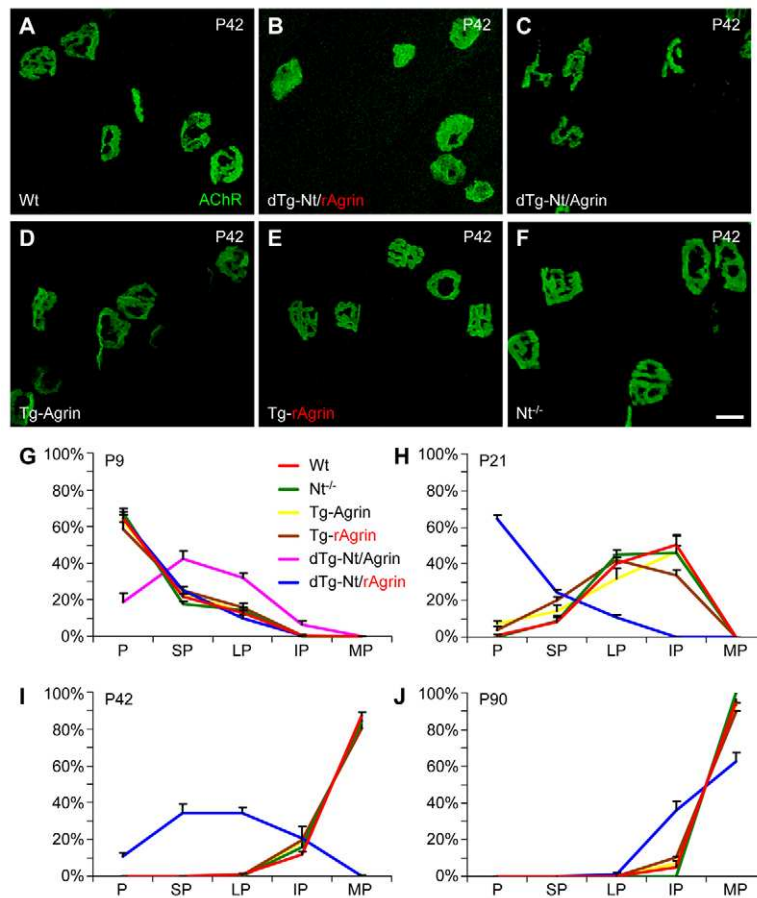 A P42
Wt AChR
B P42
dTg-Nt/rAgrin
C P42
dTg-Nt/Agrin
D P42
Tg-Agrin
E P42
Tg-rAgrin
F P42
Nt-/-
G P9
100%
80%
60%
40%
20%
0%
P SP LP IP MP
Wt
Nt-/-
Tg-Agrin
Tg-rAgrin
dTg-Nt/Agrin
dTg-Nt/rAgrin
H P21
100%
80%
60%
40%
20%
0%
P SP LP IP MP
I P42
100%
80%
60%
40%
20%
0%
P SP LP IP MP
J P90
100%
80%
60%
40%
20%
0%
P SP LP IP MP